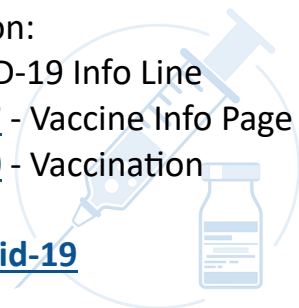 on:
D-19 Info Line
- Vaccine Info Page
- Vaccination
id-19